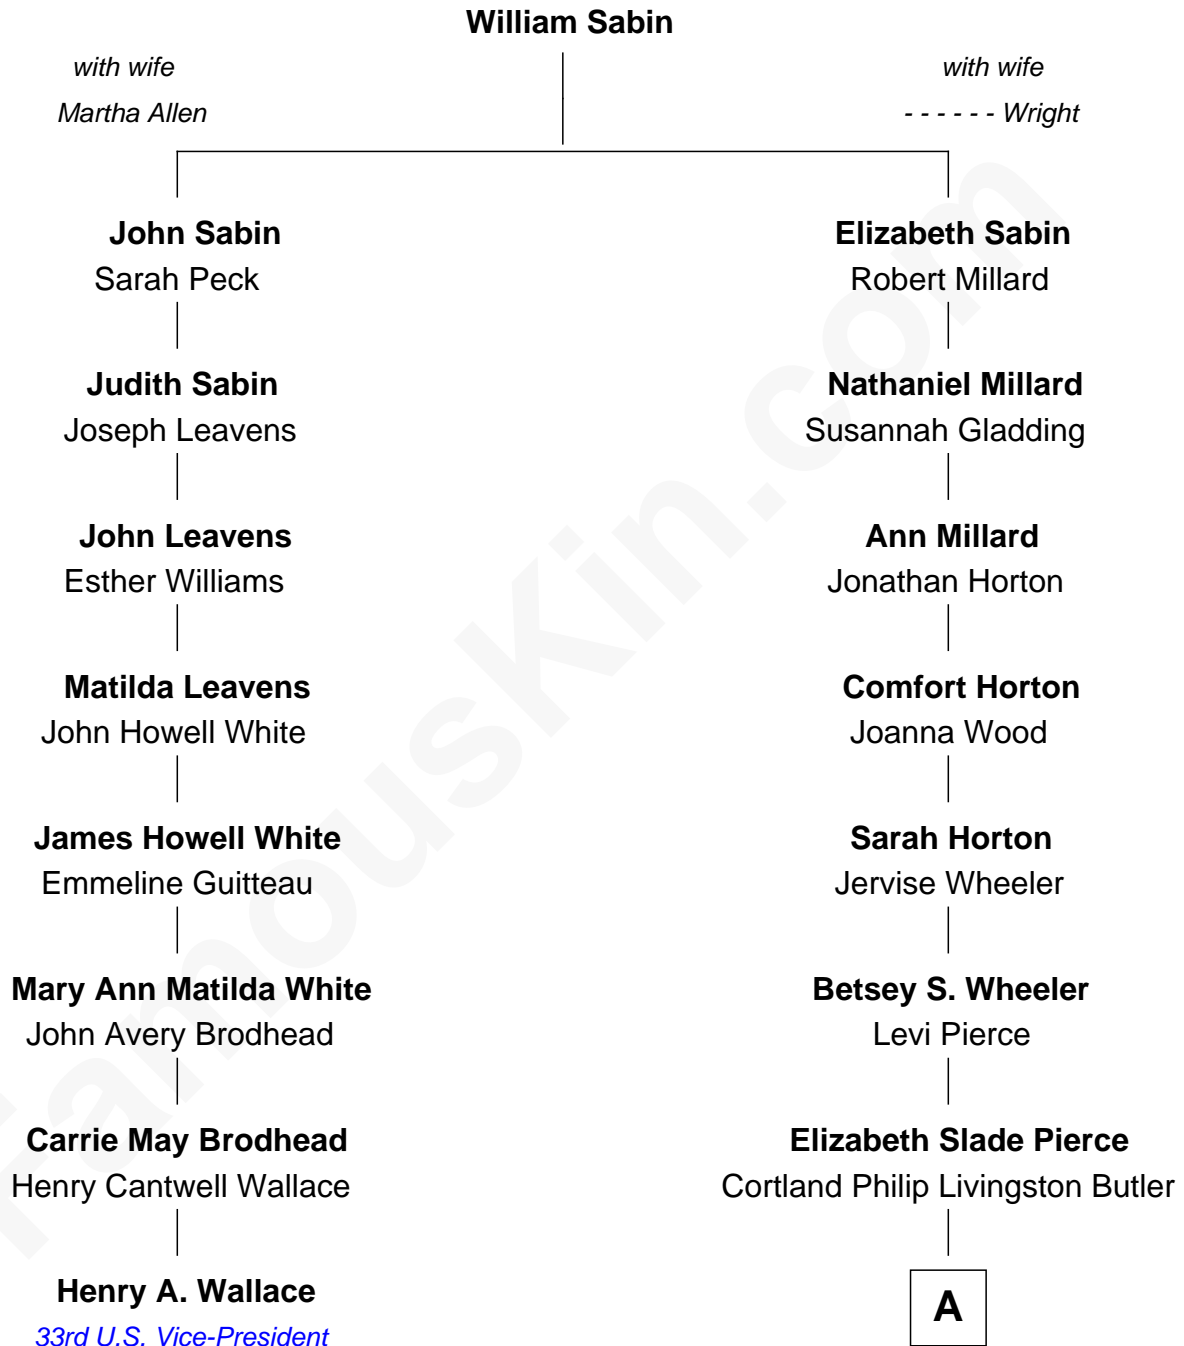 William Sabin
with wife
Martha Allen
with wife
- - - - - - Wright
John Sabin
Sarah Peck
Elizabeth Sabin
Robert Millard
Judith Sabin
Joseph Leavens
Nathaniel Millard
Susannah Gladding
John Leavens
Esther Williams
Ann Millard
Jonathan Horton
Matilda Leavens
John Howell White
Comfort Horton
Joanna Wood
James Howell White
Emmeline Guitteau
Sarah Horton
Jervise Wheeler
Mary Ann Matilda White
John Avery Brodhead
Betsey S. Wheeler
Levi Pierce
Carrie May Brodhead
Henry Cantwell Wallace
Elizabeth Slade Pierce
Cortland Philip Livingston Butler
Henry A. Wallace
33rd U.S. Vice-President
A
FamousKin.com